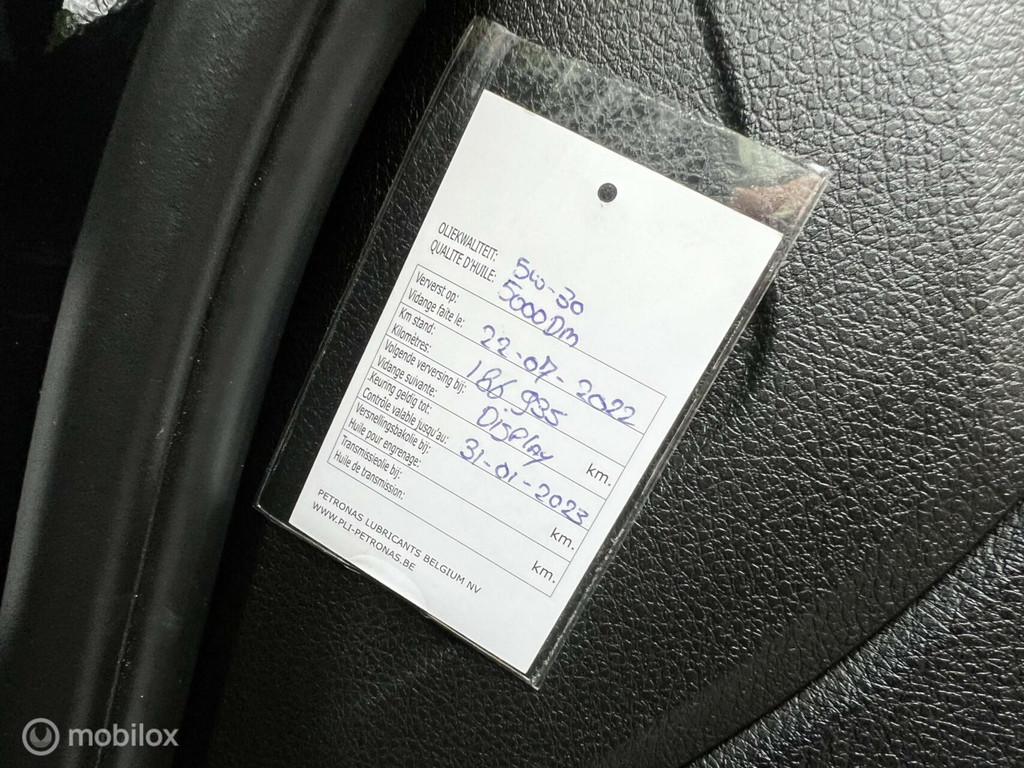 OLIEKWALITEIT: 5W-30
QUALITE D'HUILE: 5000DM
Ververst op:
Vidange faite le: 22-07-2022
Km stand:
Kilomètres: 186.935 km.
Volgende verversing bij:
Vidange suivante: DISPLAY km.
Keuring geldig tot:
Contrôle valable jusqu'au: 31-01-2023
Versnellingsbakolie bij:
Huile pour engrenage: km.
Transmissieolie bij:
Huile de transmission: km.
PETRONAS LUBRICANTS BELGIUM NV
WWW.PLI-PETRONAS.BE
mobilox